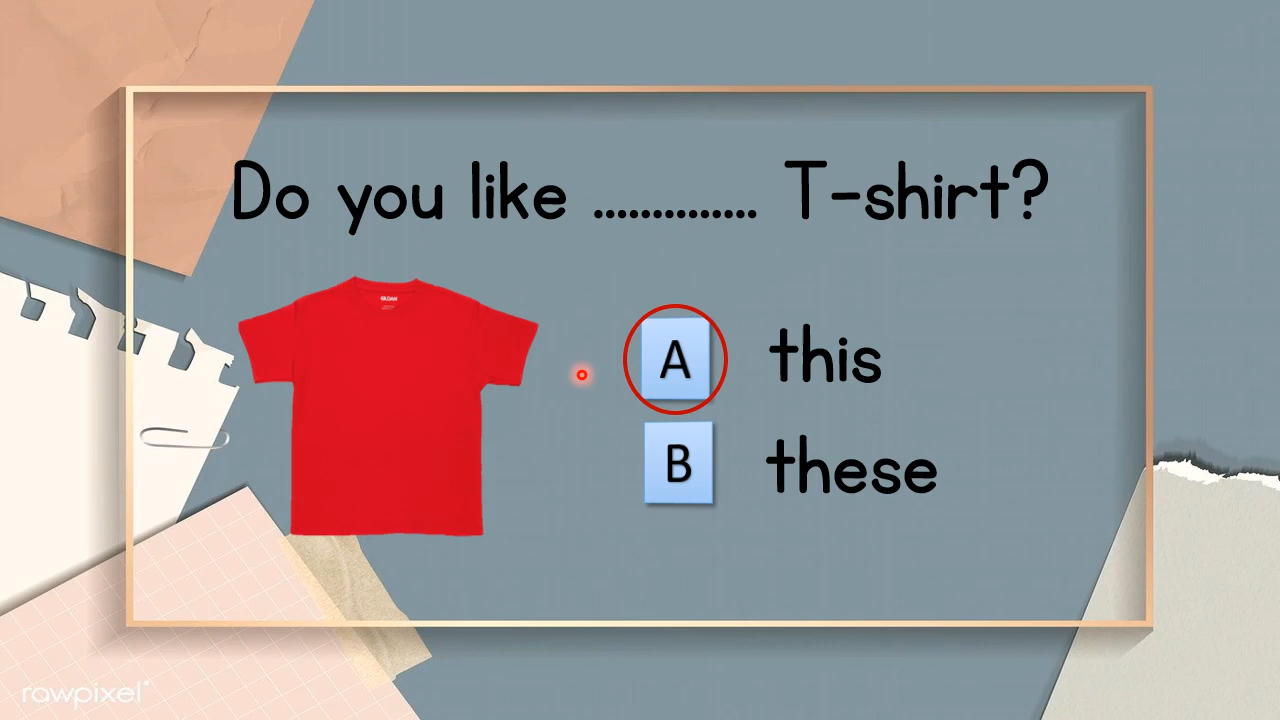 Do you like .............. T-shirt?
A this
B these
rawpixel